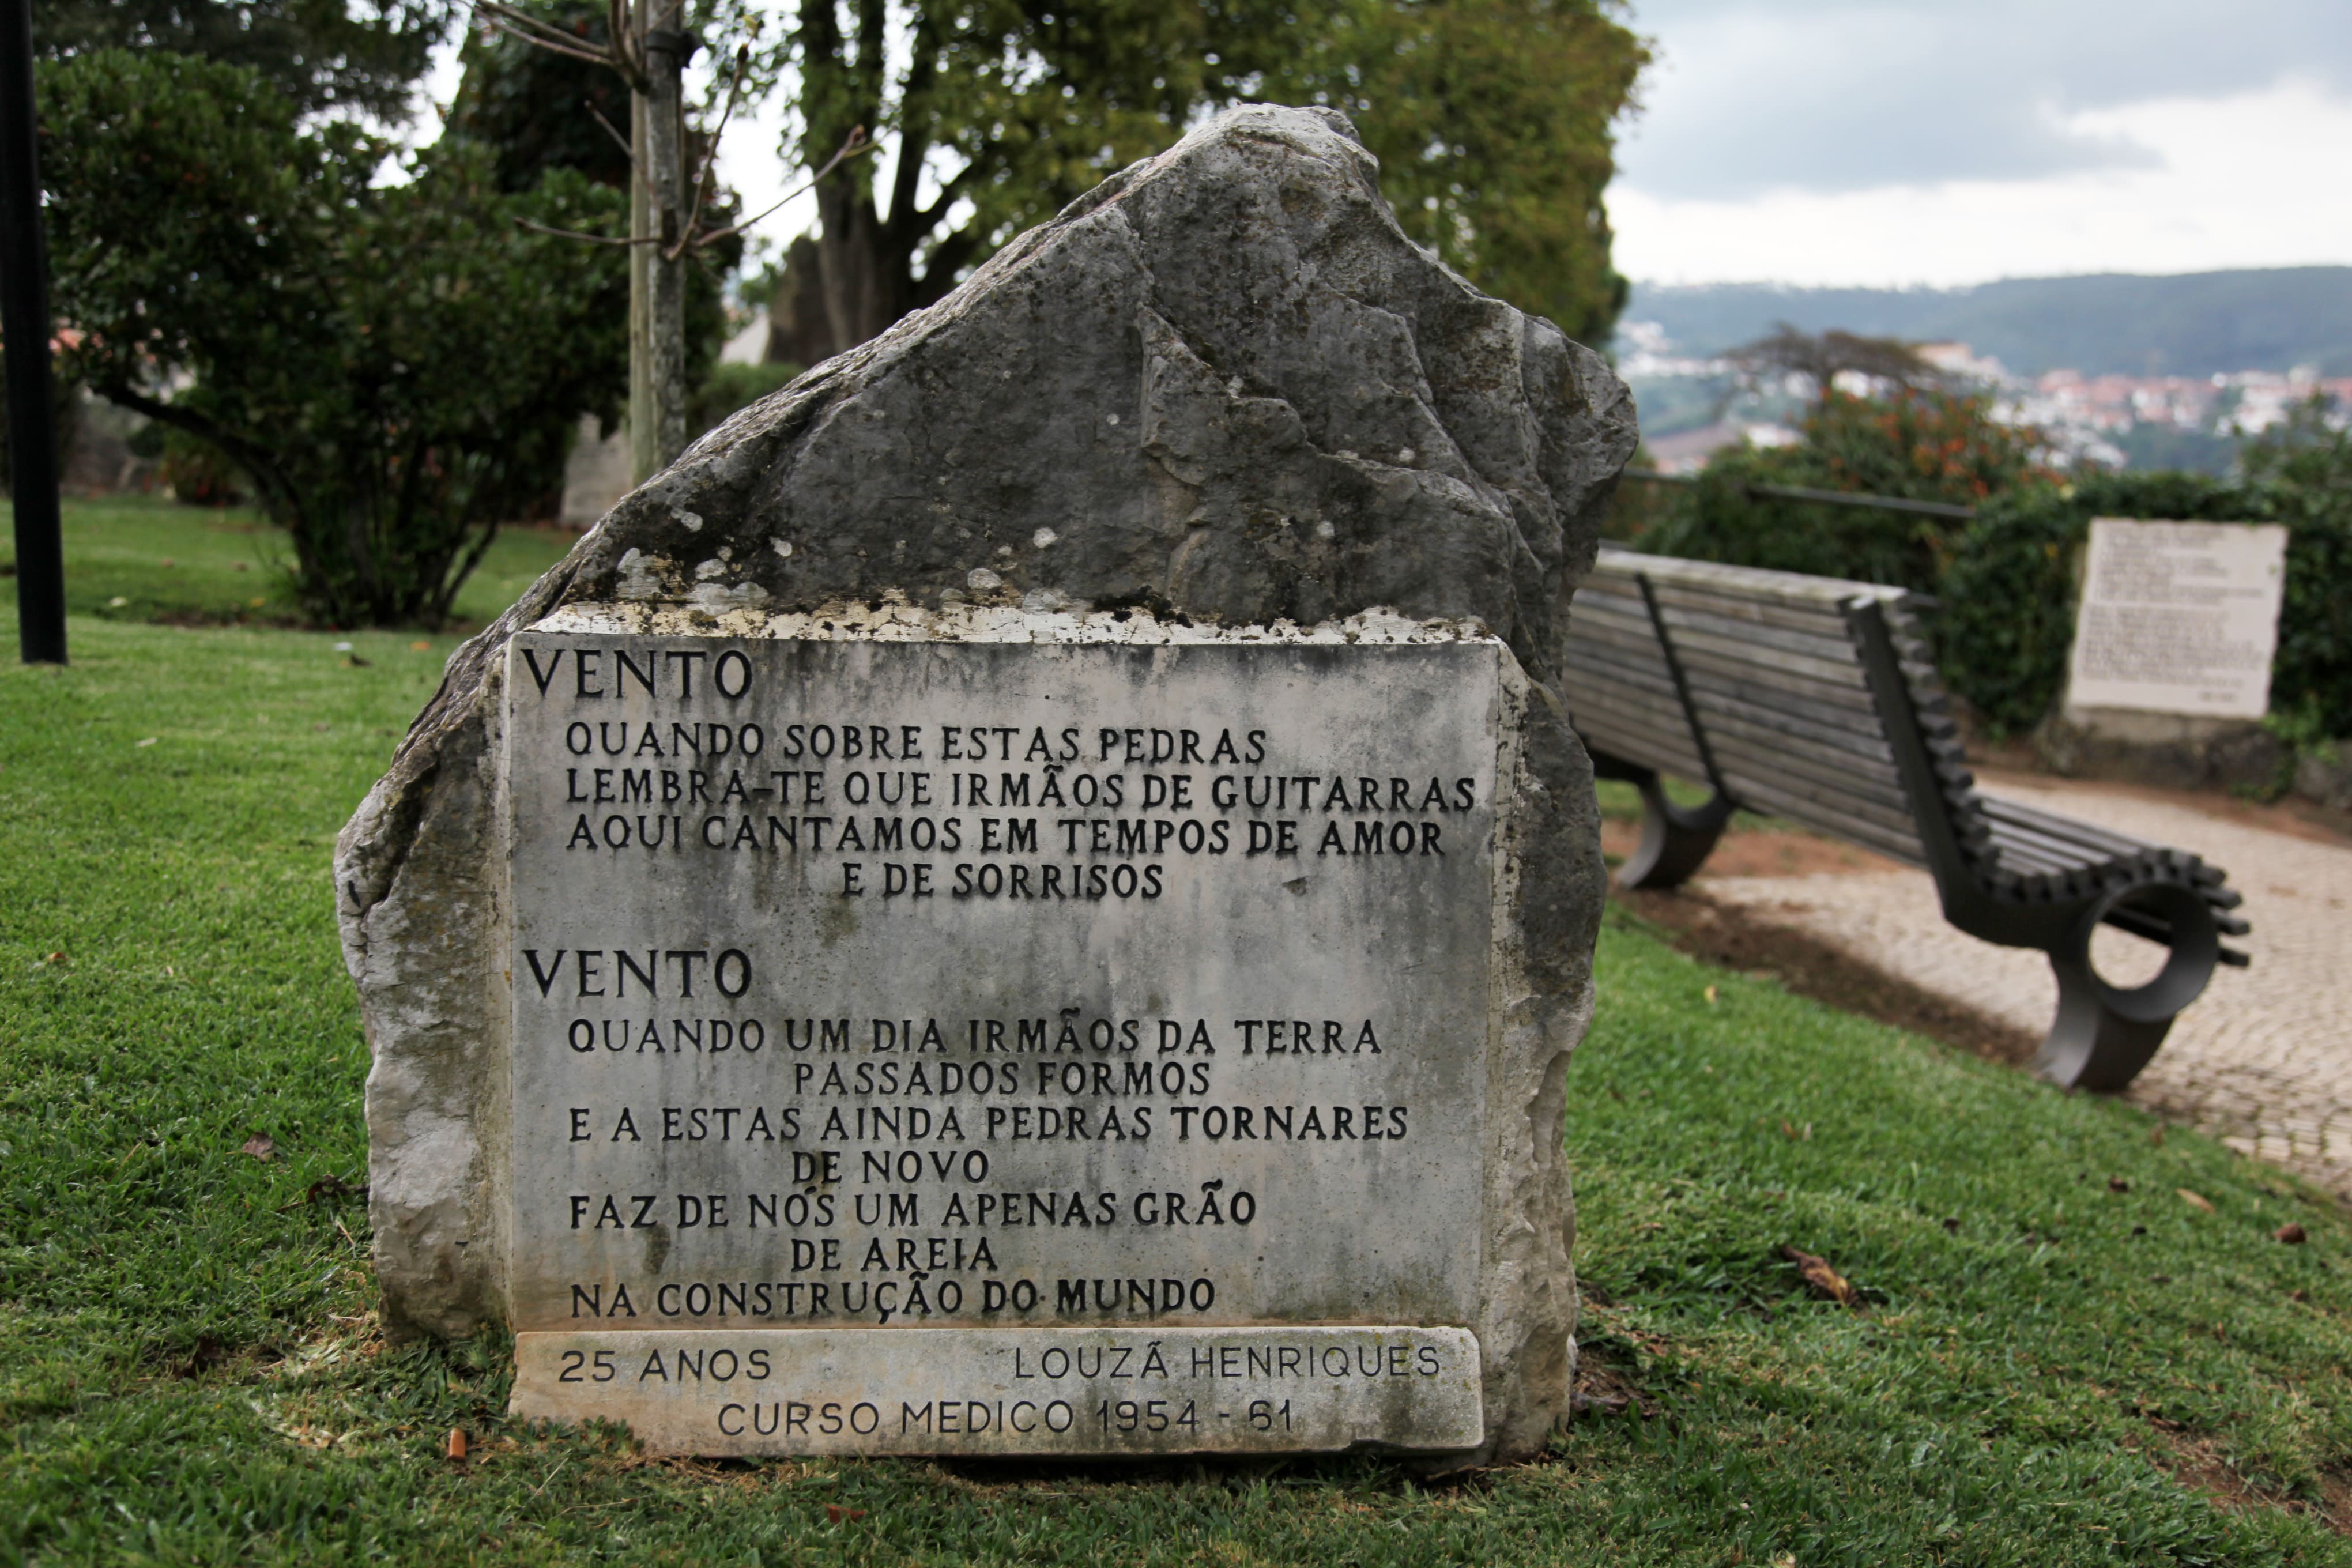 VENTO
QUANDO SOBRE ESTAS PEDRAS
LEMBRA-TE QUE IRMÃOS DE GUITARRAS
AQUI CANTAMOS EM TEMPOS DE AMOR
E DE SORRISOS
VENTO
QUANDO UM DIA IRMÃOS DA TERRA
PASSADOS FORMOS
E A ESTAS AINDA PEDRAS TORNARES
DE NOVO
FAZ DE NÓS UM APENAS GRÃO
DE AREIA
NA CONSTRUÇÃO DO MUNDO
25 ANOS LOUZÃ HENRIQUES
CURSO MEDICO 1954 - 61